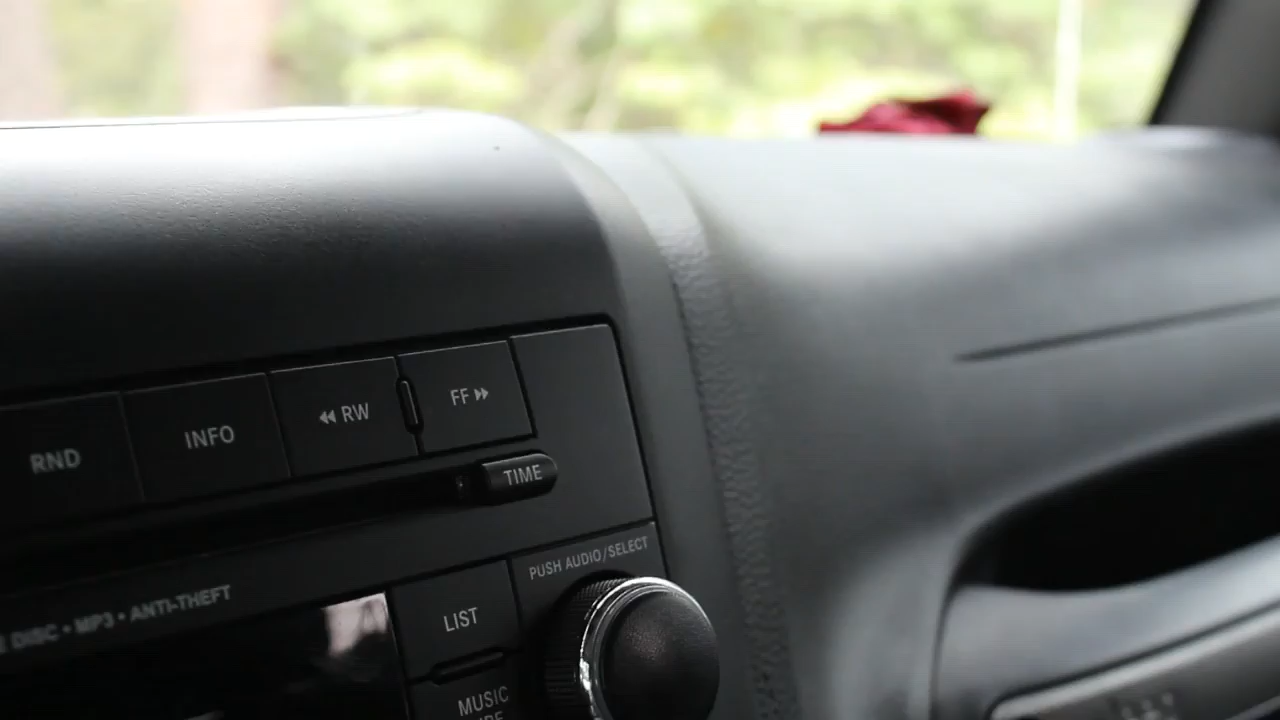 RND
INFO
RW
FF
TIME
DISC • MP3 • ANTI-THEFT
PUSH AUDIO/SELECT
LIST
MUSIC